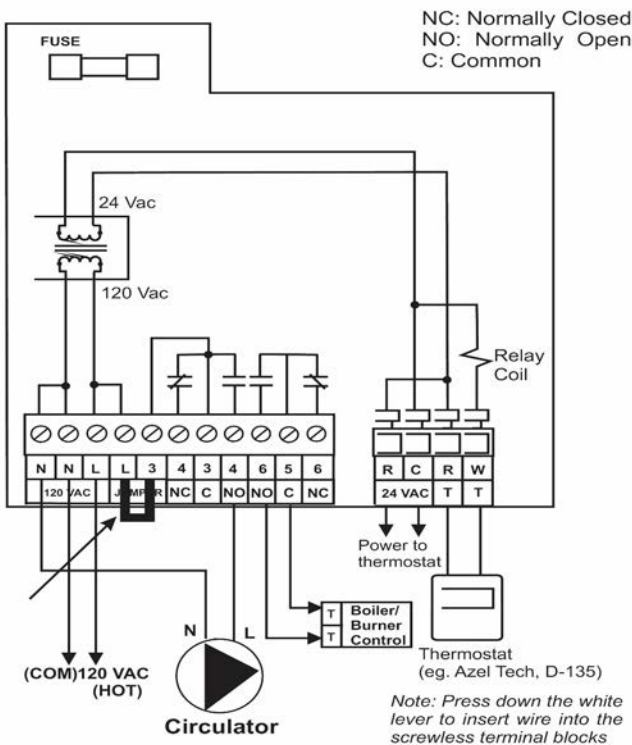 NC: Normally Closed
NO: Normally Open
C: Common
FUSE
24 Vac
120 Vac
Relay
Coil
N N L L 3 4 3 4 6 5 6
120 VAC JUMPER NC C NO NO C NC
R C R W
24 VAC T T
Power to
thermostat
T Boiler/
Burner
T Control
N L
(COM)120 VAC
(HOT)
Circulator
Thermostat
(eg. Azel Tech, D-135)
Note: Press down the white
lever to insert wire into the
screwless terminal blocks